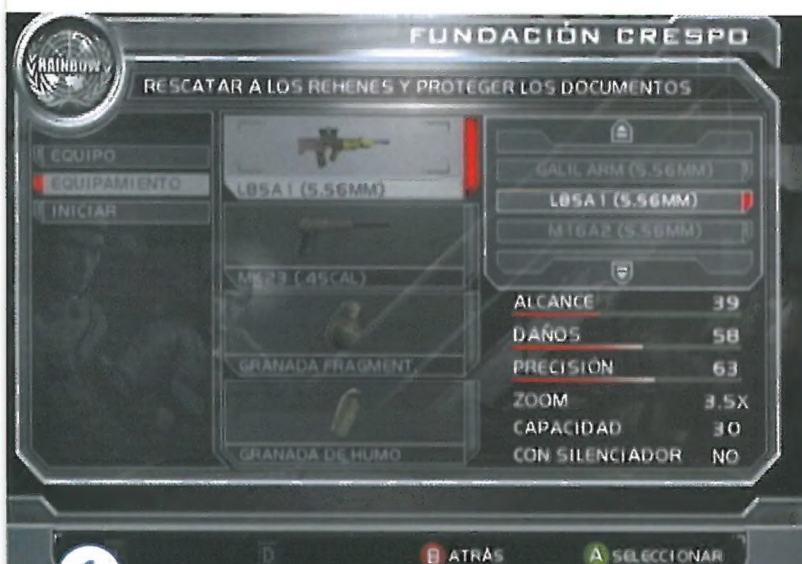 FUNDACIÓN CRESPO
RAINBOW
RESCATAR A LOS REHENES Y PROTEGER LOS DOCUMENTOS
EQUIPO
EQUIPAMIENTO
INICIAR
L85A1 (5.56MM)
MK23 (.45CAL)
GRANADA FRAGMENT.
GRANADA DE HUMO
GALIL ARM (5.56MM)
L85A1 (5.56MM)
M16A2 (5.56MM)
ALCANCE 39
DAÑOS 58
PRECISIÓN 63
ZOOM 3.5X
CAPACIDAD 30
CON SILENCIADOR NO
B ATRÁS
A SELECCIONAR